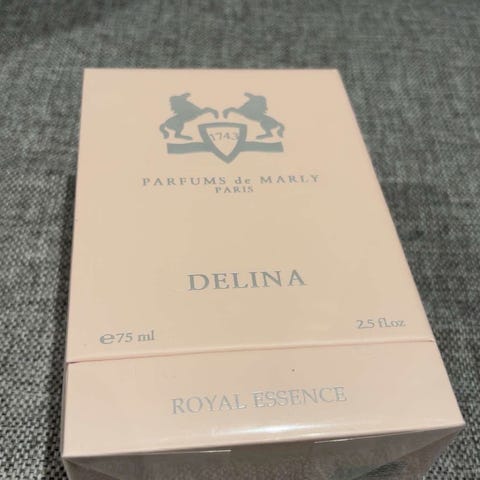 1743
PARFUMS de MARLY
PARIS
DELINA
℮75 ml 2.5 fl.oz
ROYAL ESSENCE